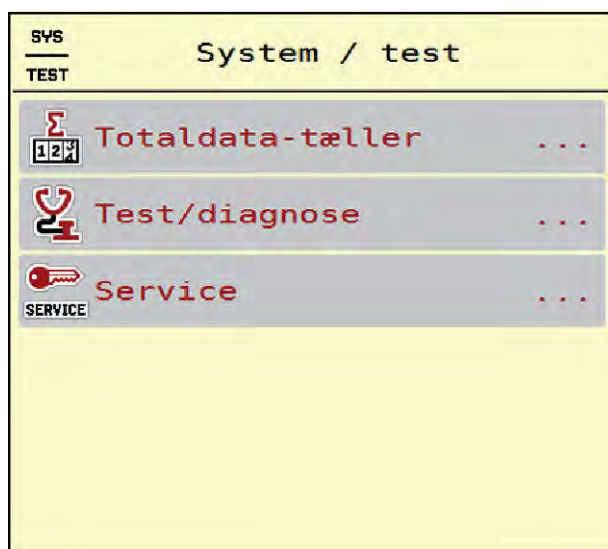 SYS
TEST
System / test
Totaldata-tæller ...
Test/diagnose ...
SERVICE
Service ...